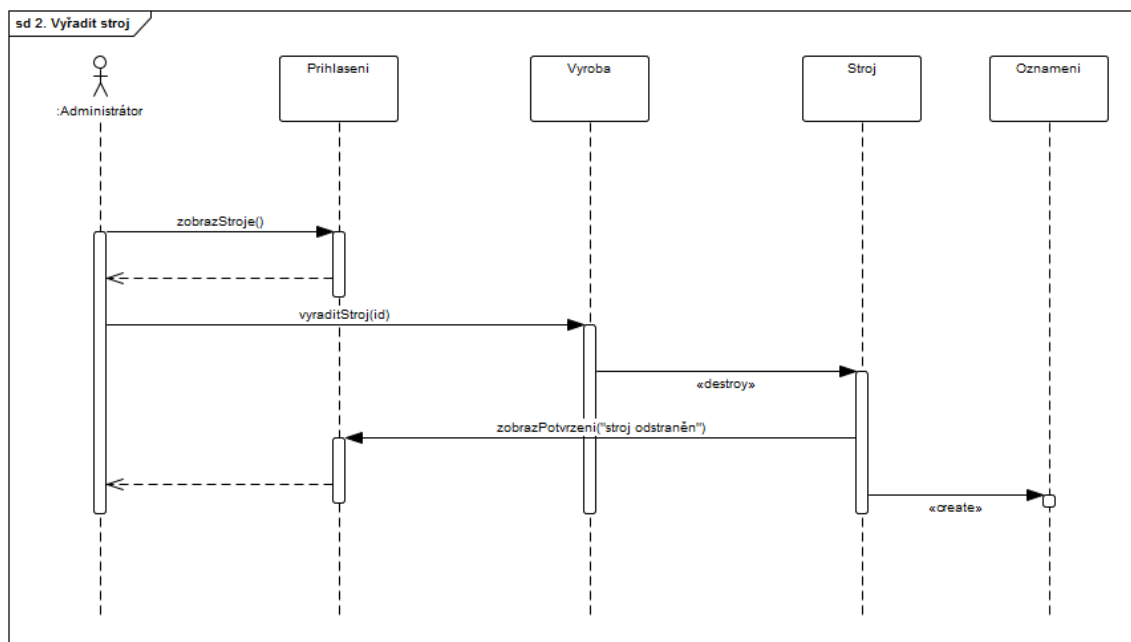 sd 2. Vyřadit stroj
:Administrátor
Prihlaseni
Vyroba
Stroj
Oznameni
zobrazStroje()
vyraditStroj(id)
«destroy»
zobrazPotvrzeni("stroj odstraněn")
«create»